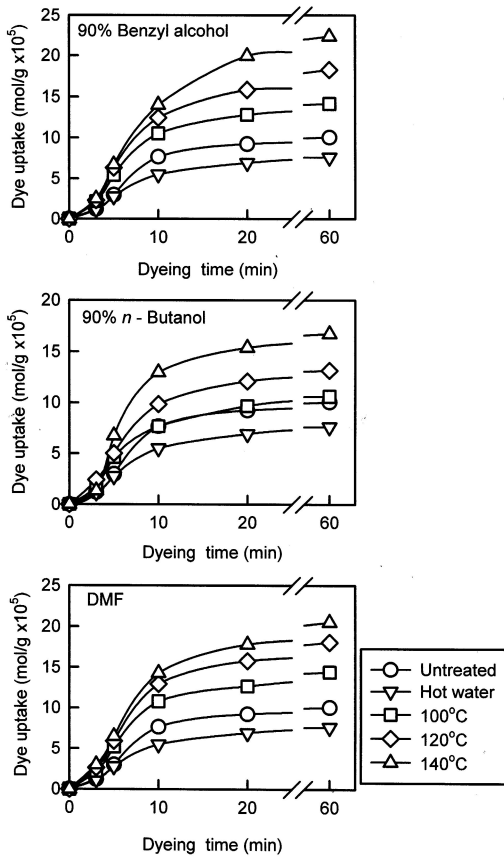 90% Benzyl alcohol
Dye uptake (mol/g x10⁵)
25
20
15
10
5
0
0 10 20 60
Dyeing time (min)
90% n - Butanol
Dye uptake (mol/g x10⁵)
20
15
10
5
0
0 10 20 60
Dyeing time (min)
DMF
Dye uptake (mol/g x10⁵)
25
20
15
10
5
0
0 10 20 60
Dyeing time (min)
Untreated
Hot water
100°C
120°C
140°C